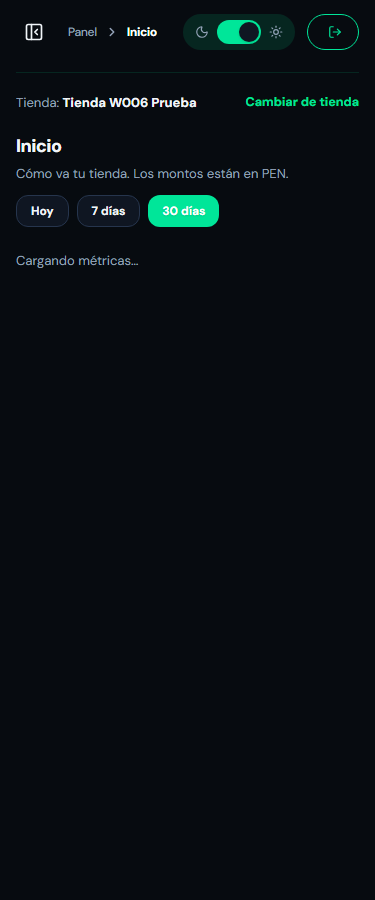 Panel > Inicio
Tienda: Tienda W006 Prueba Cambiar de tienda
Inicio
Cómo va tu tienda. Los montos están en PEN.
Hoy 7 días 30 días
Cargando métricas...